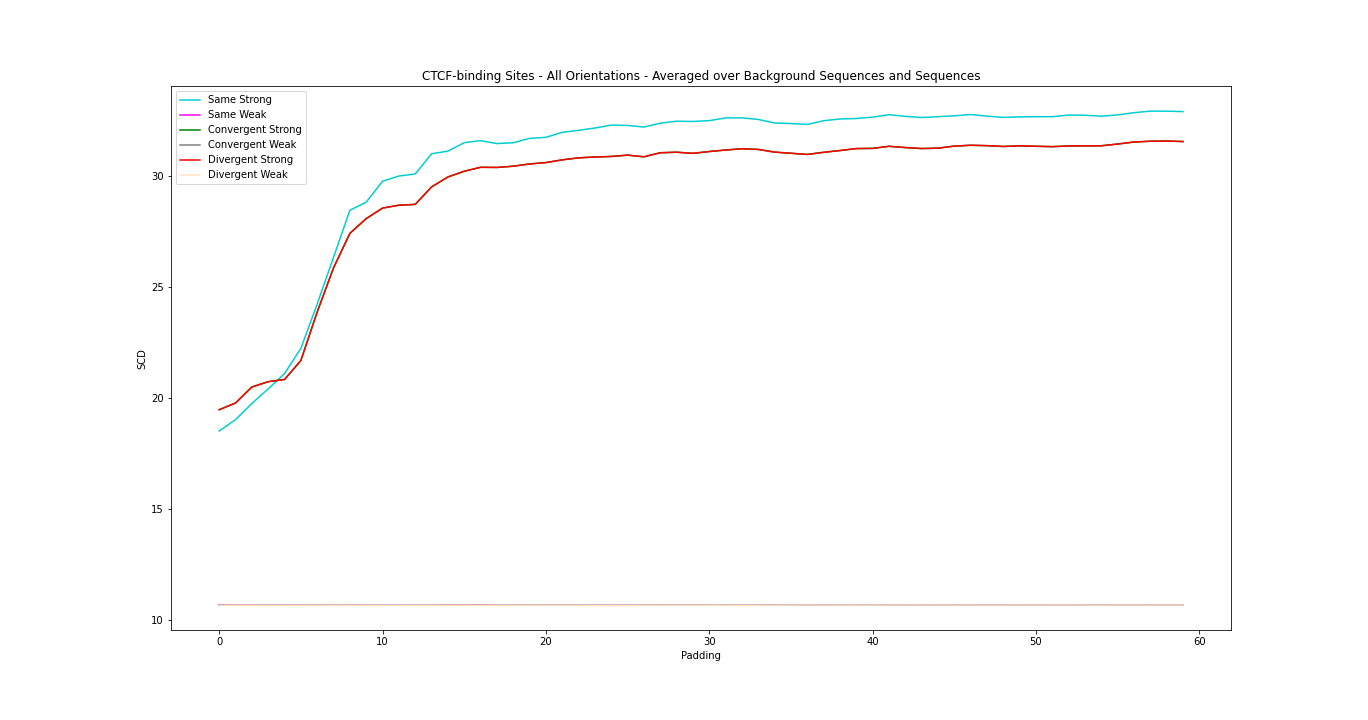 CTCF-binding Sites - All Orientations - Averaged over Background Sequences and Sequences
Same Strong
Same Weak
Convergent Strong
Convergent Weak
Divergent Strong
Divergent Weak
30
25
20
15
10
SCD
0 10 20 30 40 50 60
Padding